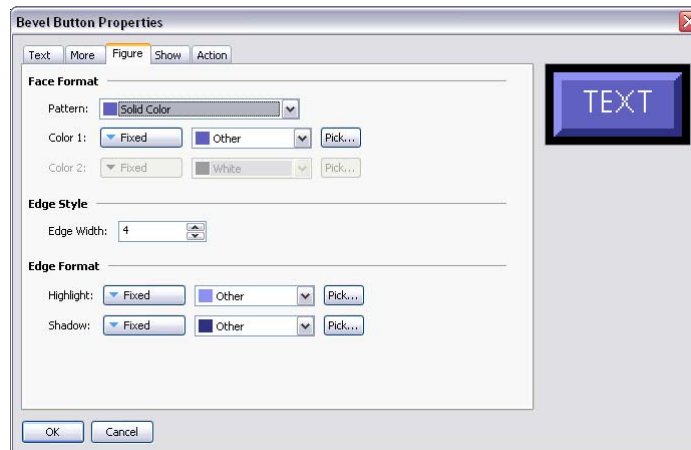 Bevel Button Properties
Text More Figure Show Action
Face Format
Pattern: Solid Color
Color 1: Fixed Other Pick...
Color 2: Fixed White Pick...
Edge Style
Edge Width: 4
Edge Format
Highlight: Fixed Other Pick...
Shadow: Fixed Other Pick...
OK Cancel
TEXT